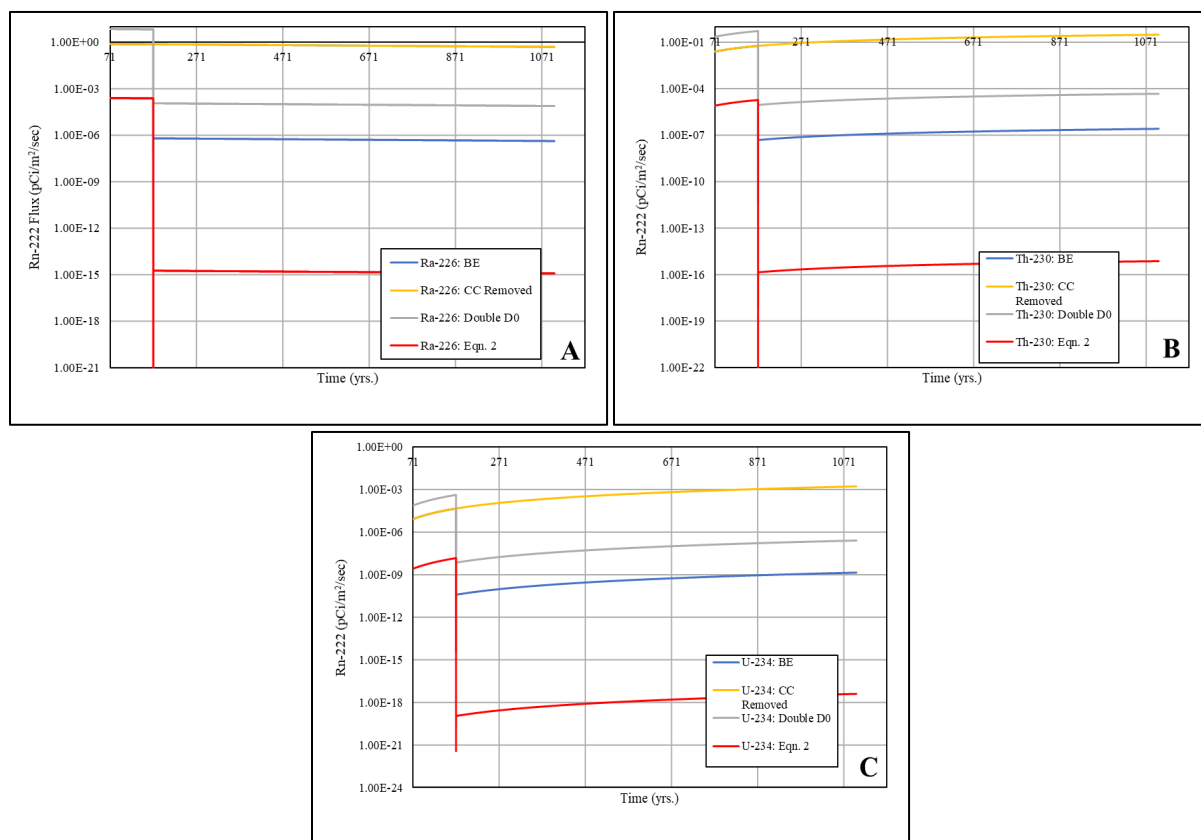 1.00E+00
71 271 471 671 871 1071
1.00E-03
1.00E-06
1.00E-09
1.00E-12
1.00E-15
1.00E-18
1.00E-21
Rn-222 Flux (pCi/m²/sec)
Time (yrs.)
Ra-226: BE
Ra-226: CC Removed
Ra-226: Double D0
Ra-226: Eqn. 2
A
1.00E-01
71 271 471 671 871 1071
1.00E-04
1.00E-07
1.00E-10
1.00E-13
1.00E-16
1.00E-19
1.00E-22
Rn-222 (pCi/m²/sec)
Time (yrs.)
Th-230: BE
Th-230: CC
Removed
Th-230: Double D0
Th-230: Eqn. 2
B
1.00E+00
71 271 471 671 871 1071
1.00E-03
1.00E-06
1.00E-09
1.00E-12
1.00E-15
1.00E-18
1.00E-21
1.00E-24
Rn-222 (pCi/m²/sec)
Time (yrs.)
U-234: BE
U-234: CC
Removed
U-234: Double D0
U-234: Eqn. 2
C